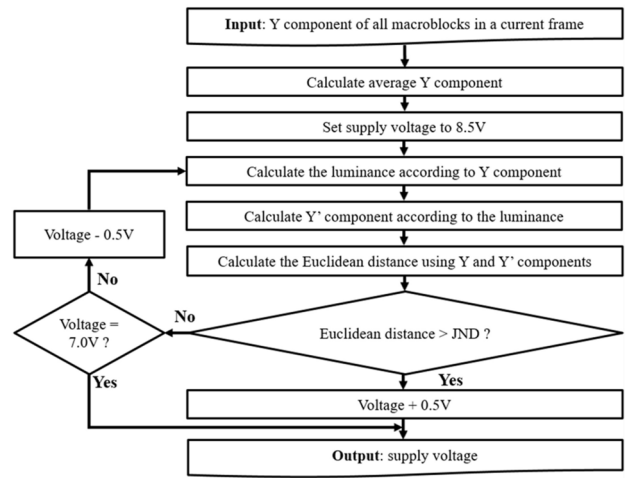 Input: Y component of all macroblocks in a current frame
Calculate average Y component
Set supply voltage to 8.5V
Calculate the luminance according to Y component
Calculate Y’ component according to the luminance
Voltage - 0.5V
Calculate the Euclidean distance using Y and Y’ components
No
Voltage =
7.0V ?
No
Euclidean distance > JND ?
Yes
Yes
Voltage + 0.5V
Output: supply voltage